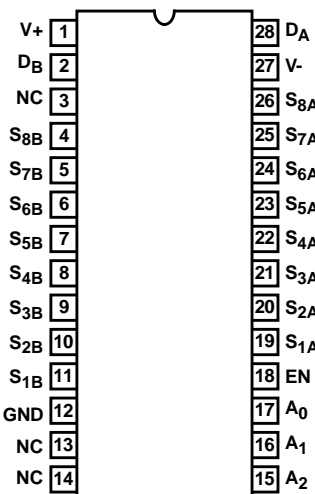 V+ 1 28 DA
DB 2 27 V-
NC 3 26 S8A
S8B 4 25 S7A
S7B 5 24 S6A
S6B 6 23 S5A
S5B 7 22 S4A
S4B 8 21 S3A
S3B 9 20 S2A
S2B 10 19 S1A
S1B 11 18 EN
GND 12 17 A0
NC 13 16 A1
NC 14 15 A2